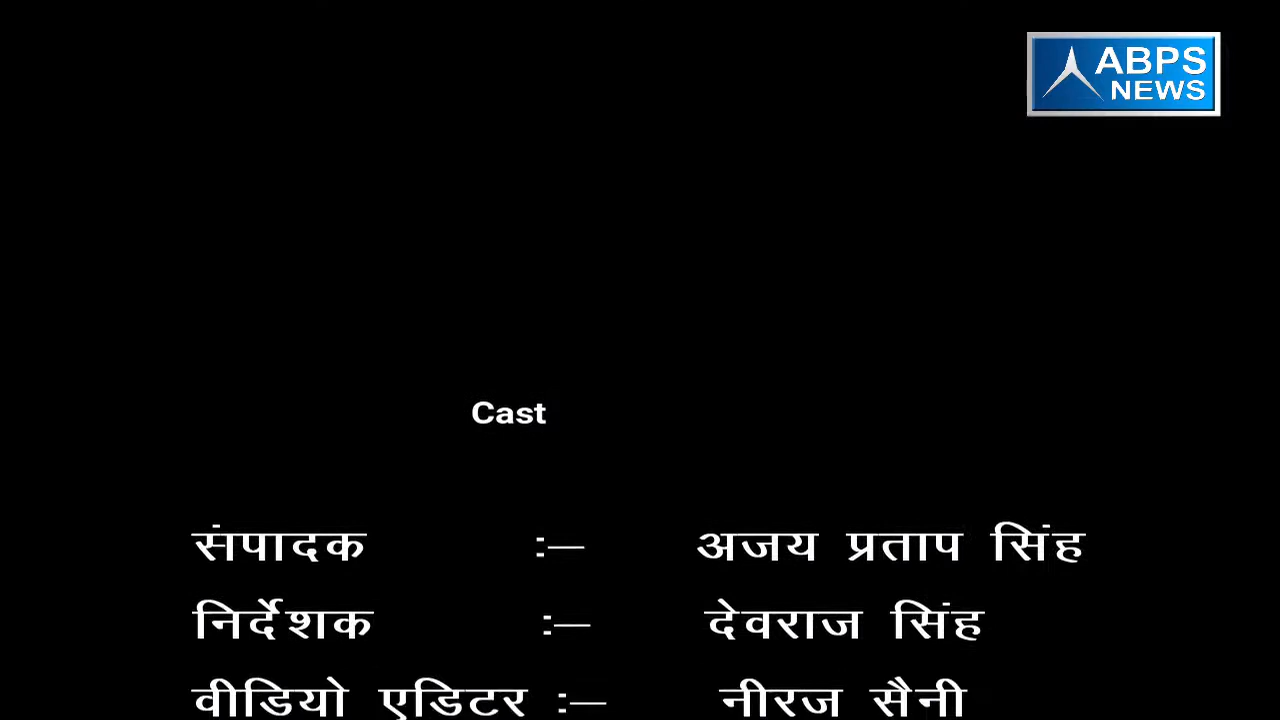 ABPS
NEWS
Cast
संपादक :— अजय प्रताप सिंह
निर्देशक :— देवराज सिंह
वीडियो एडिटर :— नीरज सैनी